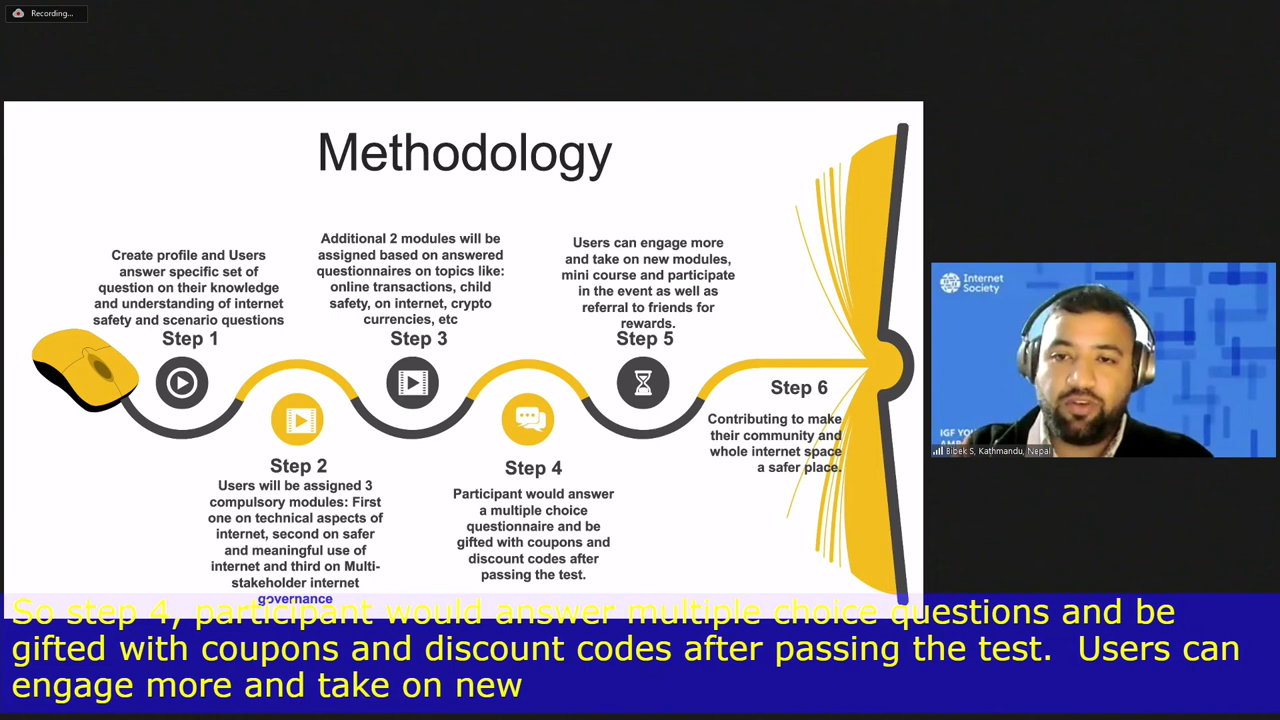 Recording...
Methodology
Create profile and Users
answer specific set of
question on their knowledge
and understanding of internet
safety and scenario questions
Step 1
Step 2
Users will be assigned 3
compulsory modules: First
one on technical aspects of
internet, second on safer
and meaningful use of
internet and third on Multi-
stakeholder internet
governance
Additional 2 modules will be
assigned based on answered
questionnaires on topics like:
online transactions, child
safety, on internet, crypto
currencies, etc
Step 3
Step 4
Participant would answer
a multiple choice
questionnaire and be
gifted with coupons and
discount codes after
passing the test.
Users can engage more
and take on new modules,
mini course and participate
in the event as well as
referral to friends for
rewards.
Step 5
Step 6
Contributing to make
their community and
whole internet space
a safer place.
Internet
Society
IGF YOU
Bibek S, Kathmandu, Nepal
So step 4, participant would answer multiple choice questions and be
gifted with coupons and discount codes after passing the test.  Users can
engage more and take on new